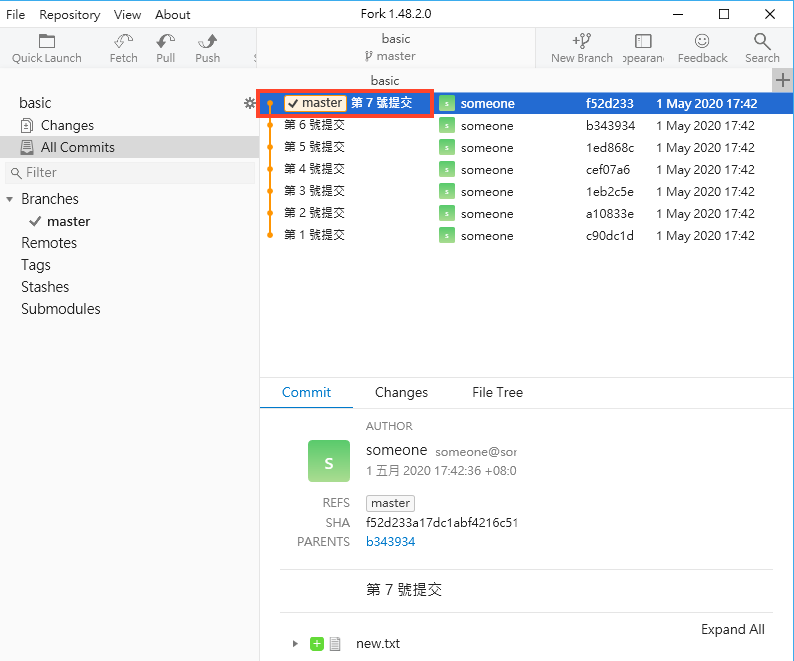 File Repository View About Fork 1.48.2.0
Quick Launch Fetch Pull Push basic master New Branch Feedback Search
basic
basic
Changes
All Commits
Filter
Branches
master
Remotes
Tags
Stashes
Submodules
master 第 7 號提交 s someone f52d233 1 May 2020 17:42
第 6 號提交 s someone b343934 1 May 2020 17:42
第 5 號提交 s someone 1ed868c 1 May 2020 17:42
第 4 號提交 s someone cef07a6 1 May 2020 17:42
第 3 號提交 s someone 1eb2c5e 1 May 2020 17:42
第 2 號提交 s someone a10833e 1 May 2020 17:42
第 1 號提交 s someone c90dc1d 1 May 2020 17:42
Commit Changes File Tree
AUTHOR
s someone someone@sor
1 五月 2020 17:42:36 +08:0
REFS master
SHA f52d233a17dc1abf4216c51
PARENTS b343934
第 7 號提交
Expand All
new.txt